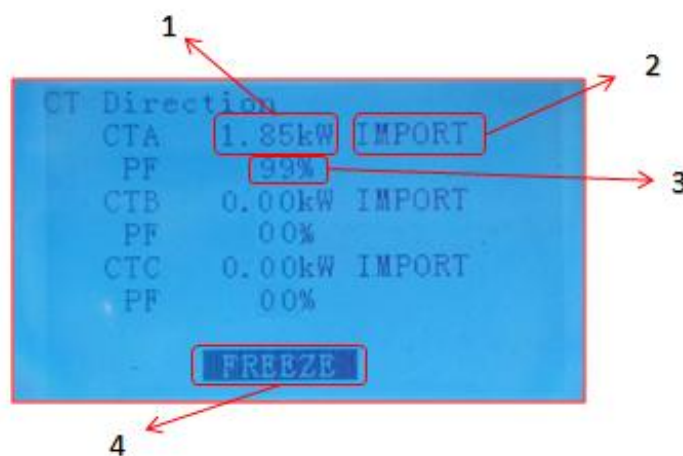 1
2
CT Direction
CTA 1.85kW IMPORT
PF 99%
3
CTB 0.00kW IMPORT
PF 00%
CTC 0.00kW IMPORT
PF 00%
FREEZE
4